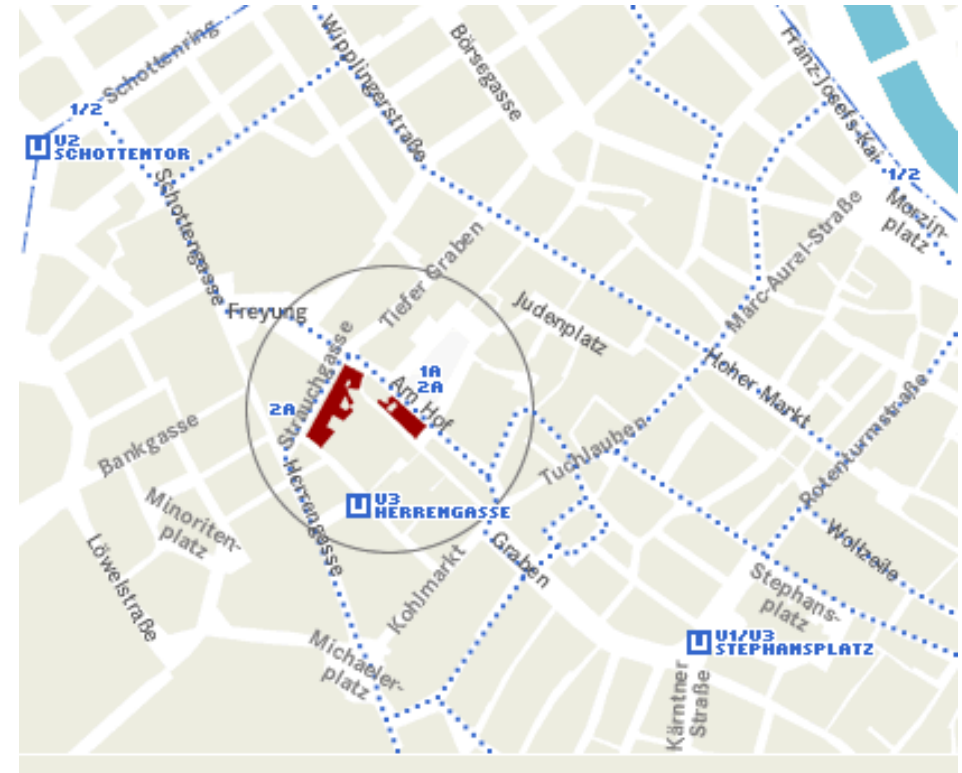 Schottenring
Wipplingerstraße
Börsegasse
Franz-Josefs-Kai
1/2
U2
SCHOTTENTOR
1/2
Morzin-
platz
Schottengasse
Marc-Aural-Straße
Tiefer Graben
Freyung
Judenplatz
Strauchgasse
Hoher Markt
1A
2A
Am Hof
2A
Rotenturmstraße
Bankgasse
Tuchlauben
Herrengasse
Minoriten-
platz
U3
HERRENGASSE
Wollzeile
Löwelstraße
Graben
Kohlmarkt
Stephans-
platz
Michaeler-
platz
U1/U3
STEPHANSPLATZ
Kärntner
Straße